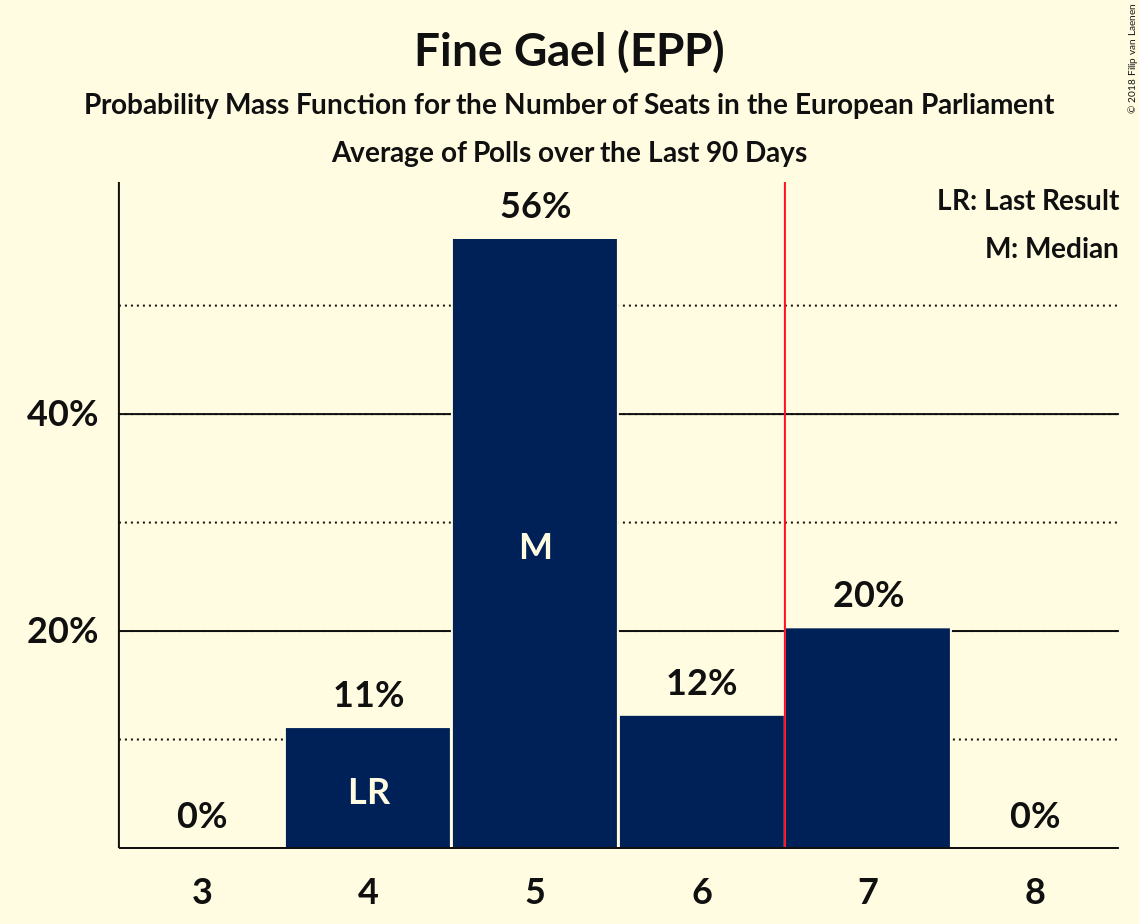 Fine Gael (EPP)
Probability Mass Function for the Number of Seats in the European Parliament
Average of Polls over the Last 90 Days
© 2018 Filip van Laenen
LR: Last Result
M: Median
56%
40%
M
20%
20%
12%
11%
LR
0%
0%
3 4 5 6 7 8